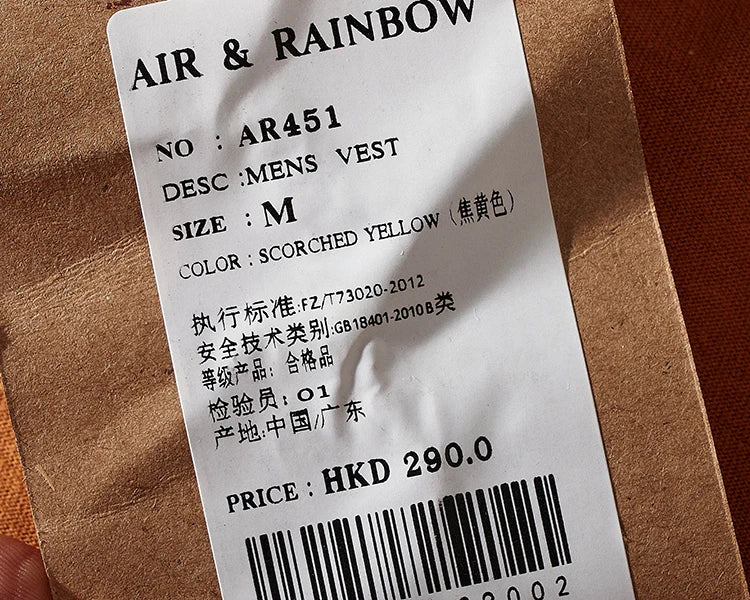 AIR & RAINBOW
NO : AR451
DESC :MENS VEST
SIZE : M
COLOR : SCORCHED YELLOW (焦黄色)
执行标准:FZ/T73020-2012
安全技术类别:GB18401-2010B类
等级产品: 合格品
检验员: 01
产地:中国/广东
PRICE : HKD 290.0